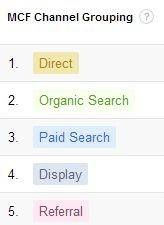 MCF Channel Grouping ?
1. Direct
2. Organic Search
3. Paid Search
4. Display
5. Referral